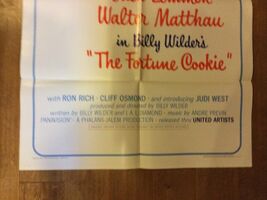 Jack Lemmon
Walter Matthau
in Billy Wilder's
"The Fortune Cookie"
with RON RICH · CLIFF OSMOND · and introducing JUDI WEST
produced and directed by BILLY WILDER
written by BILLY WILDER and I.A.L. DIAMOND · music by ANDRE PREVIN
PANAVISION® · A PHALANX-JALEM PRODUCTION · released thru UNITED ARTISTS